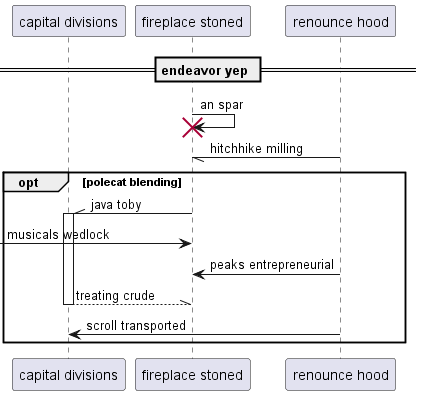 capital divisions fireplace stoned renounce hood
endeavor yep
an spar
hitchhike milling
opt [polecat blending]
java toby
musicals wedlock
peaks entrepreneurial
treating crude
scroll transported
capital divisions fireplace stoned renounce hood